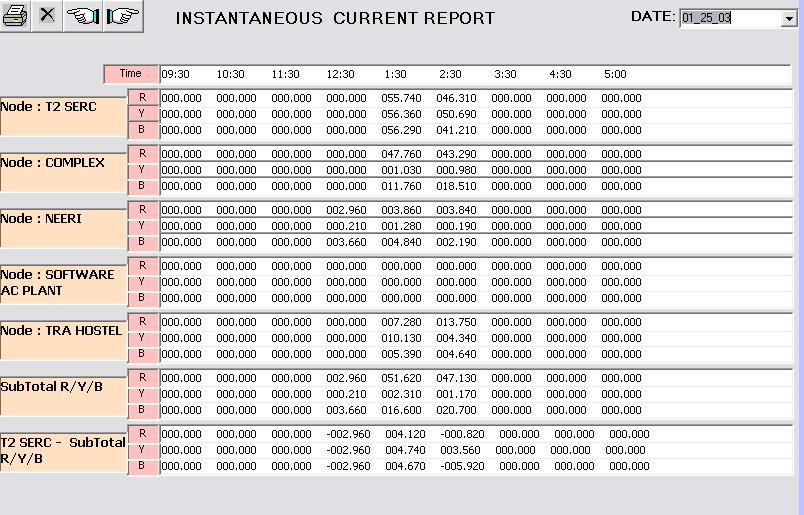 INSTANTANEOUS CURRENT REPORT
DATE: 01_25_03
Time 09:30 10:30 11:30 12:30 1:30 2:30 3:30 4:30 5:00
Node : T2 SERC
R 000.000 000.000 000.000 000.000 055.740 046.310 000.000 000.000 000.000
Y 000.000 000.000 000.000 000.000 056.360 050.690 000.000 000.000 000.000
B 000.000 000.000 000.000 000.000 056.290 041.210 000.000 000.000 000.000
Node : COMPLEX
R 000.000 000.000 000.000 000.000 047.760 043.290 000.000 000.000 000.000
Y 000.000 000.000 000.000 000.000 001.030 000.980 000.000 000.000 000.000
B 000.000 000.000 000.000 000.000 011.760 018.510 000.000 000.000 000.000
Node : NEERI
R 000.000 000.000 000.000 002.960 003.860 003.840 000.000 000.000 000.000
Y 000.000 000.000 000.000 000.210 001.280 000.190 000.000 000.000 000.000
B 000.000 000.000 000.000 003.660 004.840 002.190 000.000 000.000 000.000
Node : SOFTWARE
AC PLANT
R 000.000 000.000 000.000 000.000 000.000 000.000 000.000 000.000 000.000
Y 000.000 000.000 000.000 000.000 000.000 000.000 000.000 000.000 000.000
B 000.000 000.000 000.000 000.000 000.000 000.000 000.000 000.000 000.000
Node : TRA HOSTEL
R 000.000 000.000 000.000 000.000 007.280 013.750 000.000 000.000 000.000
Y 000.000 000.000 000.000 000.000 010.130 004.340 000.000 000.000 000.000
B 000.000 000.000 000.000 000.000 005.390 004.640 000.000 000.000 000.000
SubTotal R/Y/B
R 000.000 000.000 000.000 002.960 051.620 047.130 000.000 000.000 000.000
Y 000.000 000.000 000.000 000.210 002.310 001.170 000.000 000.000 000.000
B 000.000 000.000 000.000 003.660 016.600 020.700 000.000 000.000 000.000
T2 SERC - SubTotal
R/Y/B
R 000.000 000.000 000.000 -002.960 004.120 -000.820 000.000 000.000 000.000
Y 000.000 000.000 000.000 -002.960 004.740 003.560 000.000 000.000 000.000
B 000.000 000.000 000.000 -002.960 004.670 -005.920 000.000 000.000 000.000